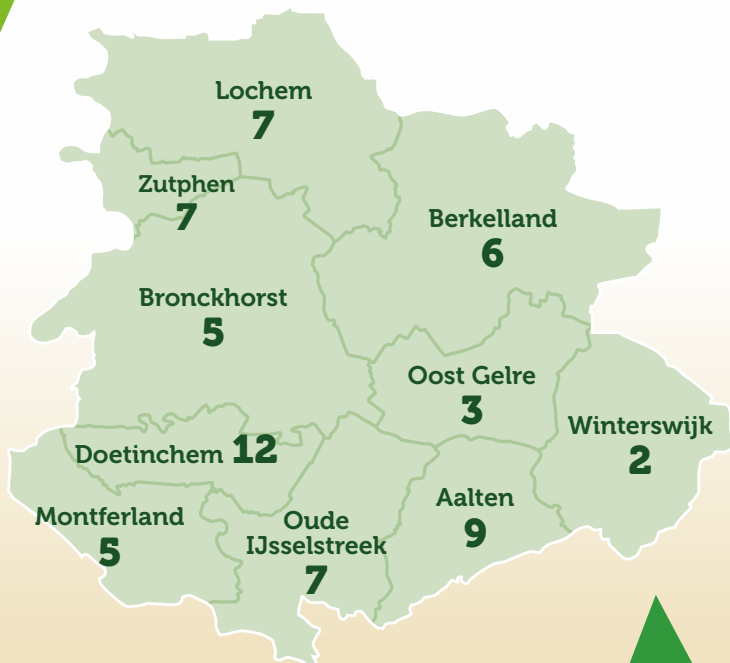 Lochem
7
Zutphen
7
Berkelland
6
Bronckhorst
5
Oost Gelre
3
Winterswijk
2
Doetinchem 12
Aalten
9
Montferland
5
Oude
IJsselstreek
7